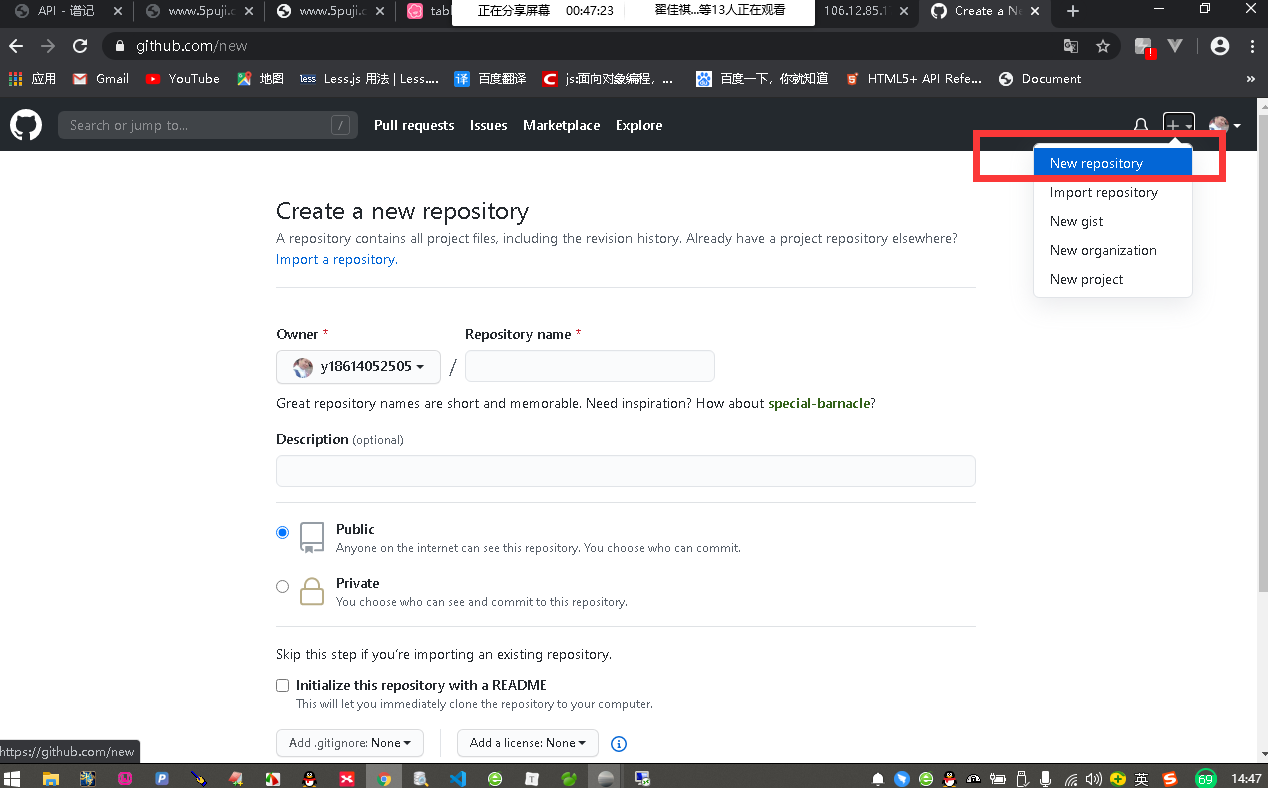 API - 谱记
www.5puji.c
www.5puji.c
tabl
正在分享屏幕 00:47:23 翟佳祺...等13人正在观看
106.12.85.1
Create a Ne
github.com/new
应用
Gmail
YouTube
地图
less Less.js 用法 | Less....
译 百度翻译
C js:面向对象编程，...
百度一下，你就知道
HTML5+ API Refe...
Document
»
Search or jump to...
/
Pull requests
Issues
Marketplace
Explore
New repository
Import repository
New gist
New organization
New project
Create a new repository
A repository contains all project files, including the revision history. Already have a project repository elsewhere?
Import a repository.
Owner *
Repository name *
y18614052505
/
Great repository names are short and memorable. Need inspiration? How about special-barnacle?
Description (optional)
Public
Anyone on the internet can see this repository. You choose who can commit.
Private
You choose who can see and commit to this repository.
Skip this step if you're importing an existing repository.
Initialize this repository with a README
This will let you immediately clone the repository to your computer.
Add .gitignore: None
Add a license: None
https://github.com/new
英
69
14:47